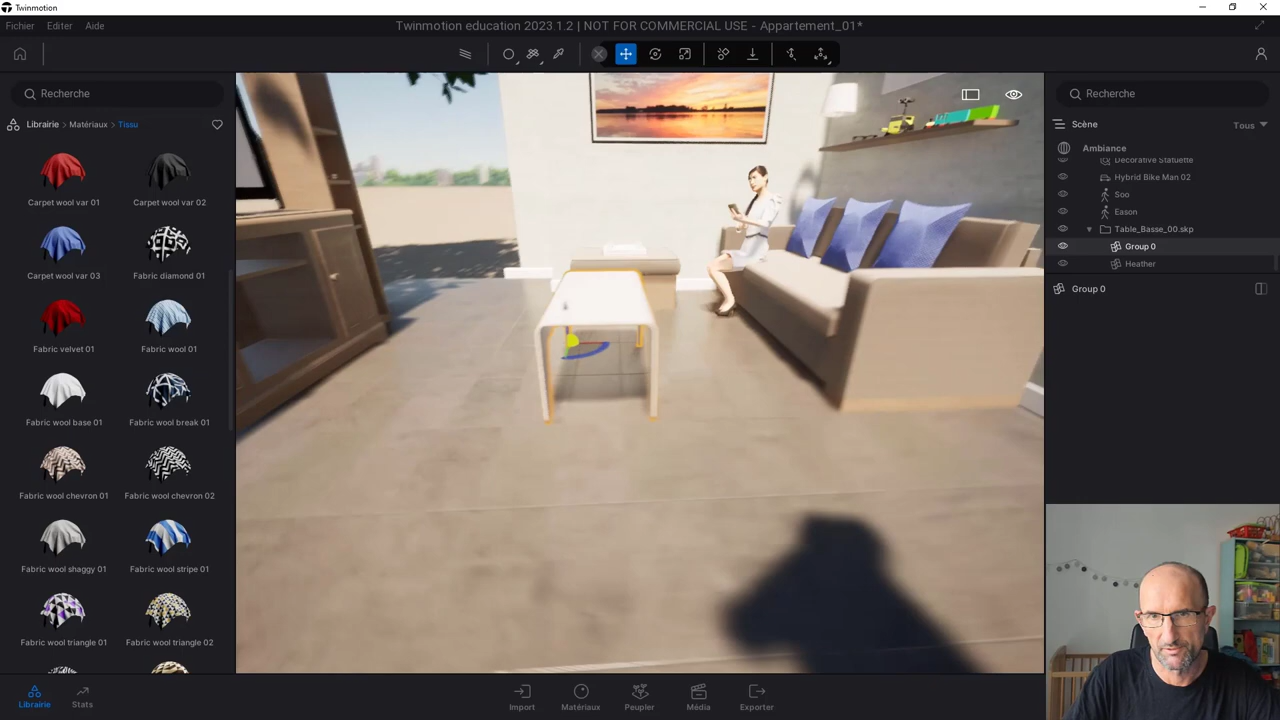 Twinmotion
Fichier Editer Aide
Twinmotion education 2023.1.2 | NOT FOR COMMERCIAL USE - Appartement_01*
Recherche
Librairie > Matériaux > Tissu
Carpet wool var 01
Carpet wool var 02
Carpet wool var 03
Fabric diamond 01
Fabric velvet 01
Fabric wool 01
Fabric wool base 01
Fabric wool break 01
Fabric wool chevron 01
Fabric wool chevron 02
Fabric wool shaggy 01
Fabric wool stripe 01
Fabric wool triangle 01
Fabric wool triangle 02
Recherche
Scène
Tous
Ambiance
Decorative Statuette
Hybrid Bike Man 02
Soo
Eason
Table_Basse_00.skp
Group 0
Heather
Group 0
Librairie
Stats
Import
Matériaux
Peupler
Média
Exporter